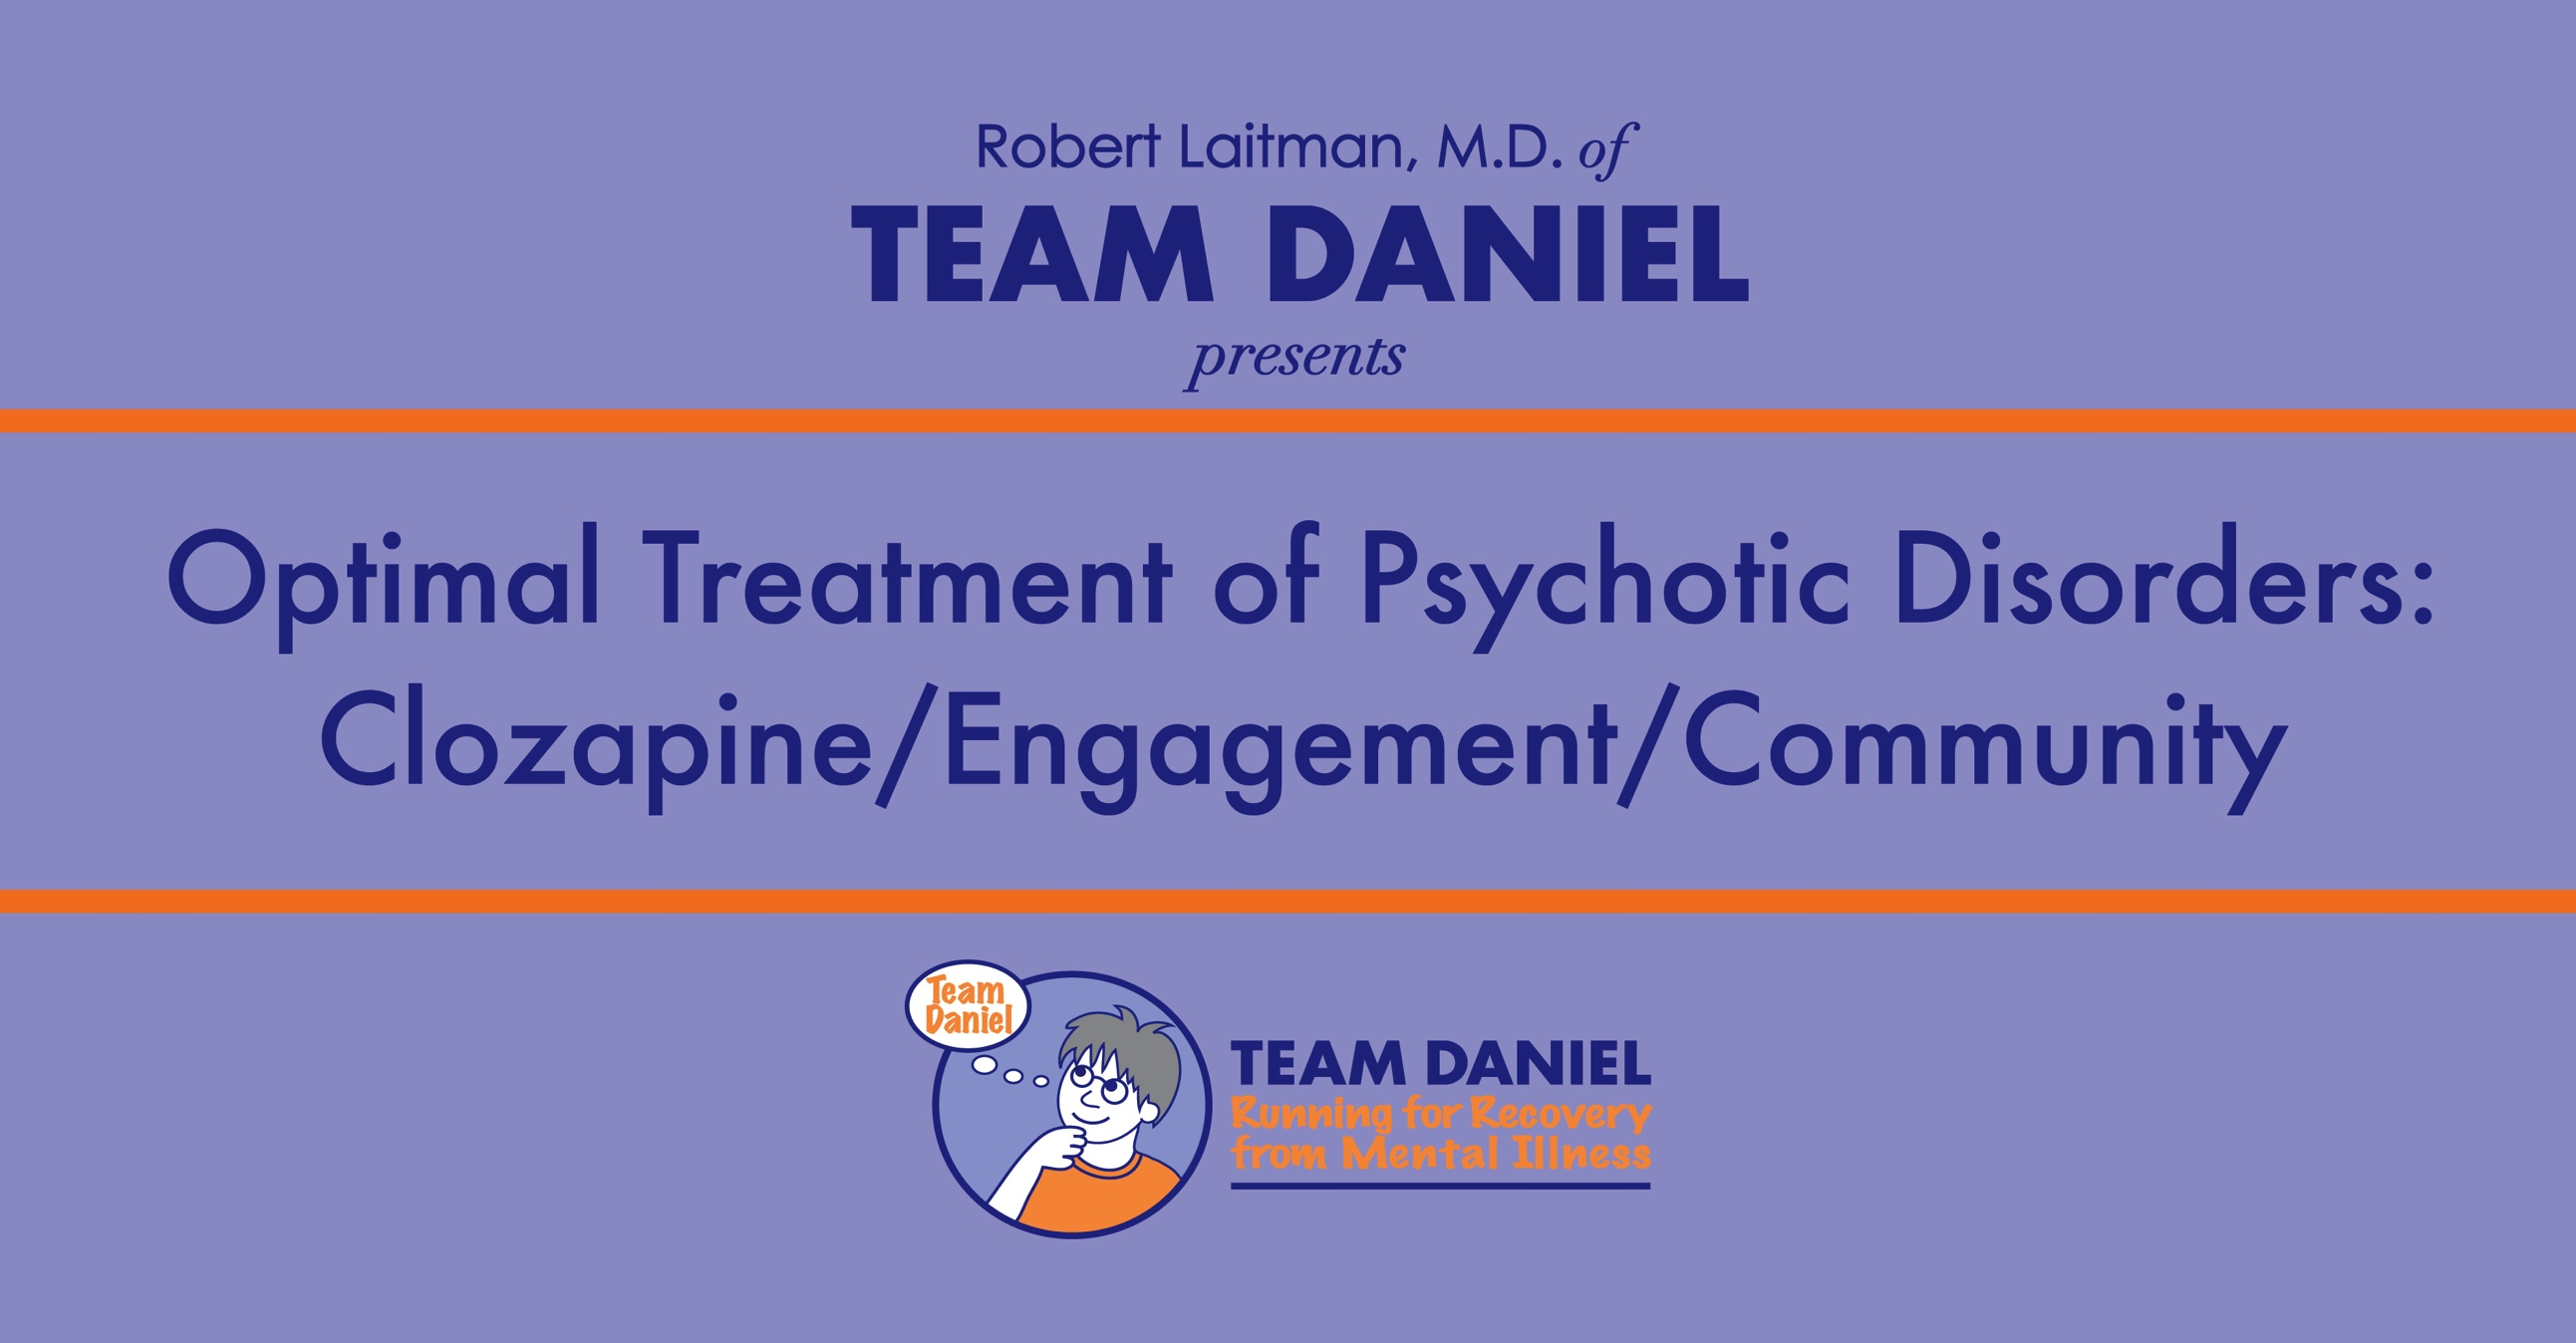 Robert Laitman, M.D. of
TEAM DANIEL
presents
Optimal Treatment of Psychotic Disorders:
Clozapine/Engagement/Community
Team
Daniel
TEAM DANIEL
Running for Recovery
from Mental Illness